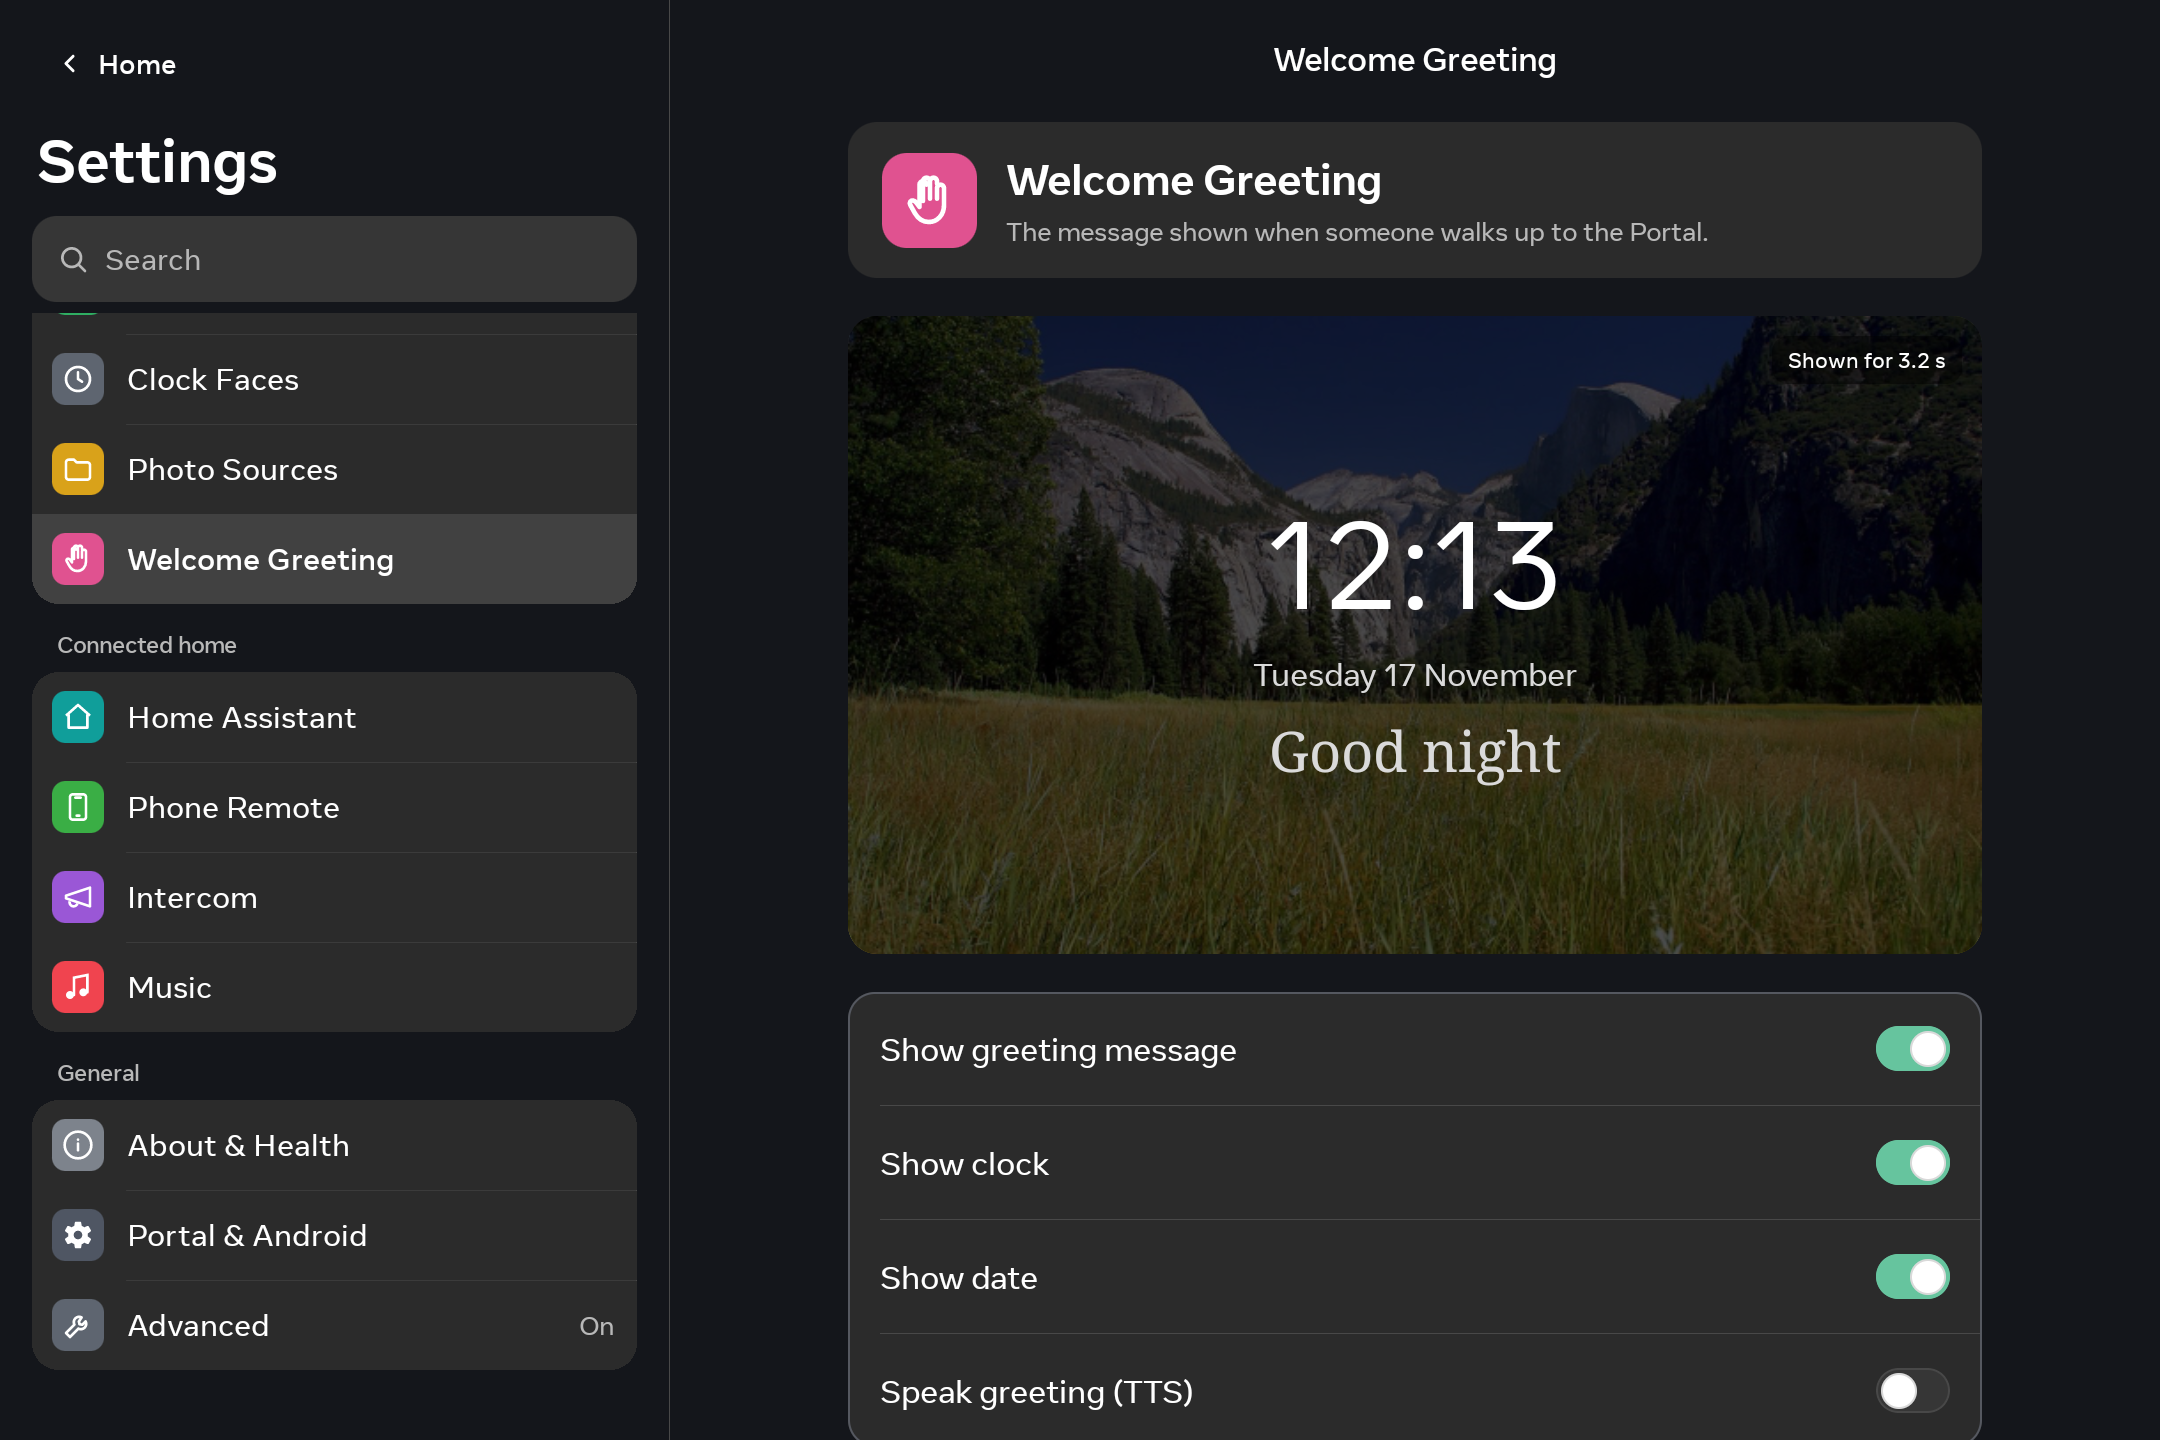 Home
Settings
Search
Clock Faces
Photo Sources
Welcome Greeting
Connected home
Home Assistant
Phone Remote
Intercom
Music
General
About & Health
Portal & Android
Advanced On
Welcome Greeting
Welcome Greeting
The message shown when someone walks up to the Portal.
Shown for 3.2 s
12:13
Tuesday 17 November
Good night
Show greeting message
Show clock
Show date
Speak greeting (TTS)